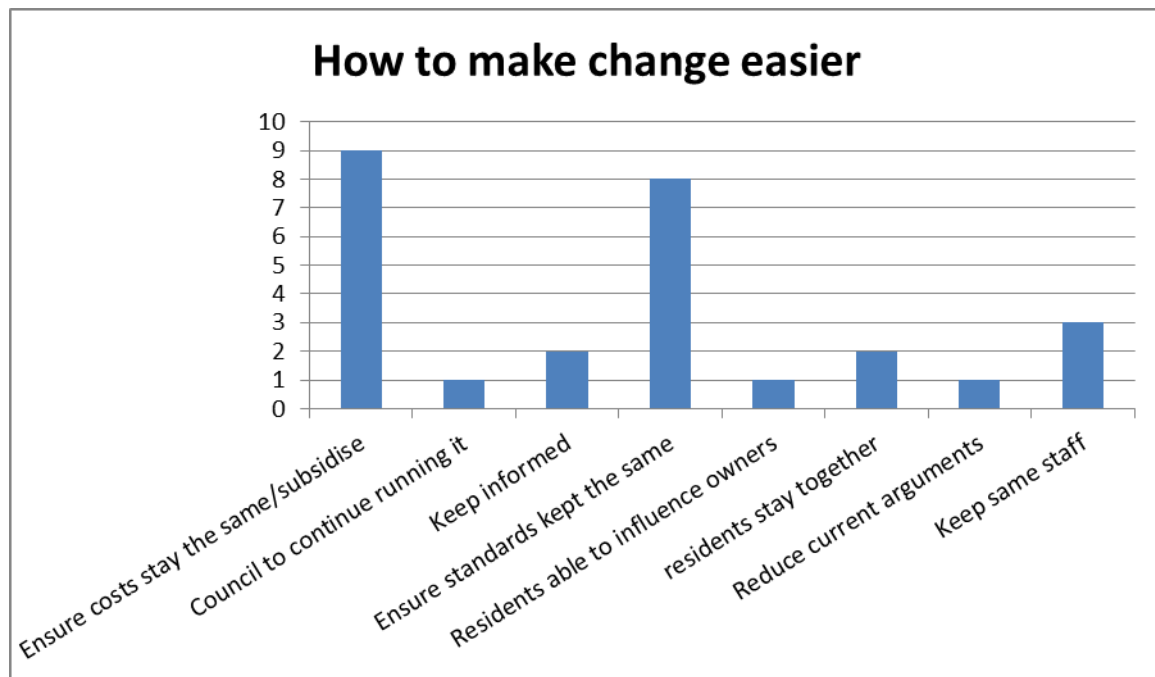 How to make change easier
10
9
8
7
6
5
4
3
2
1
0
Ensure costs stay the same/subsidise
Council to continue running it
Keep informed
Ensure standards kept the same
Residents able to influence owners
residents stay together
Reduce current arguments
Keep same staff